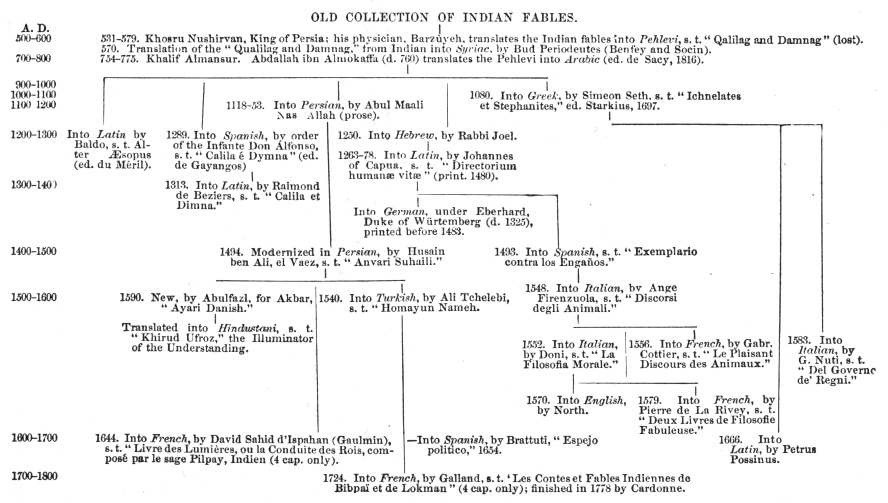 OLD COLLECTION OF INDIAN FABLES.
A. D.
500–600
531–579. Khosru Nushirvan, King of Persia; his physician, Barzûyeh, translates the Indian fables into Pehlevi, s. t. "Qalilag and Damnag" (lost).
570. Translation of the "Qualilag and Damnag," from Indian into Syriac, by Bud Periodeutes (Benfey and Socin).
700–800
754–775. Khalif Almansur. Abdallah ibn Almokaffa (d. 760) translates the Pehlevi into Arabic (ed. de Sacy, 1816).
900–1000
1000–1100
1100 1200
1118–53. Into Persian, by Abul Maali
Nas Allah (prose).
1080. Into Greek, by Simeon Seth, s. t. "Ichnelates
et Stephanites," ed. Starkius, 1697.
1200–1300
Into Latin by
Baldo, s. t. Al-
ter Æsopus
(ed. du Méril).
1289. Into Spanish, by order
of the Infante Don Alfonso,
s. t. "Calila é Dymna" (ed.
de Gayangos)
1313. Into Latin, by Raimond
de Beziers, s. t. "Calila et
Dimna."
1250. Into Hebrew, by Rabbi Joel.
1263–78. Into Latin, by Johannes
of Capua, s. t. "Directorium
humanæ vitæ" (print. 1480).
1300–140)
Into German, under Eberhard,
Duke of Würtemberg (d. 1325),
printed before 1483.
1400–1500
1494. Modernized in Persian, by Husain
ben Ali, el Vaez, s. t. "Anvari Suhaili."
1493. Into Spanish, s. t. "Exemplario
contra los Engaños."
1500–1600
1590. New, by Abulfazl, for Akbar,
"Ayari Danish."
Translated into Hindustani, s. t.
"Khirud Ufroz," the Illuminator
of the Understanding.
1540. Into Turkish, by Ali Tchelebi,
s. t. "Homayun Nameh.
1548. Into Italian, by Ange
Firenzuola, s. t. "Discorsi
degli Animali."
1552. Into Italian,
by Doni, s. t. "La
Filosofia Morale."
1556. Into French, by Gabr.
Cottier, s. t. "Le Plaisant
Discours des Animaux."
1583. Into
Italian, by
G. Nuti, s. t.
"Del Governo
de' Regni."
1570. Into English,
by North.
1579. Into French, by
Pierre de La Rivey, s. t.
"Deux Livres de Filosofie
Fabuleuse."
1600–1700
1644. Into French, by David Sahid d'Ispahan (Gaulmin),
s. t. "Livre des Lumières, ou la Conduite des Rois, com-
posé par le sage Pilpay, Indien (4 cap. only).
—Into Spanish, by Brattuti, "Espejo
politico," 1654.
1666. Into
Latin, by Petrus
Possinus.
1700–1800
1724. Into French, by Galland, s. t. 'Les Contes et Fables Indiennes de
Bibpaï et de Lokman" (4 cap. only); finished in 1778 by Cardonne.